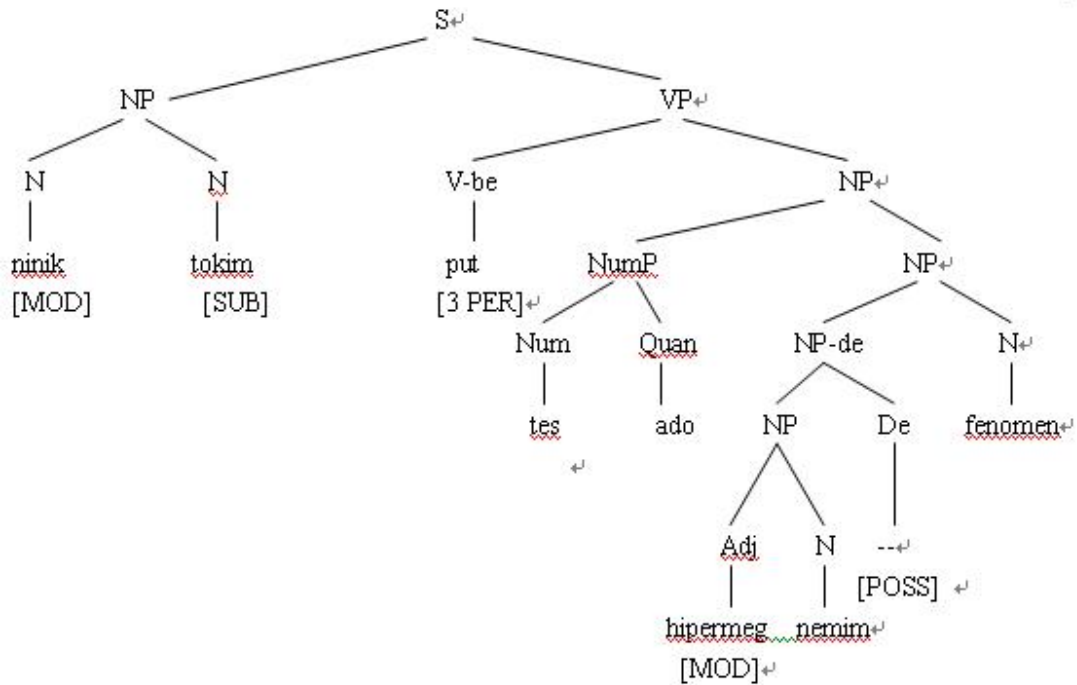 S
NP VP
N N V-be NP
ninik tokim put NumP NP
[MOD] [SUB] [3 PER]
Num Quan NP-de N
tes ado NP De fenomen
Adj N --
[POSS]
hipermeg nemim
[MOD]